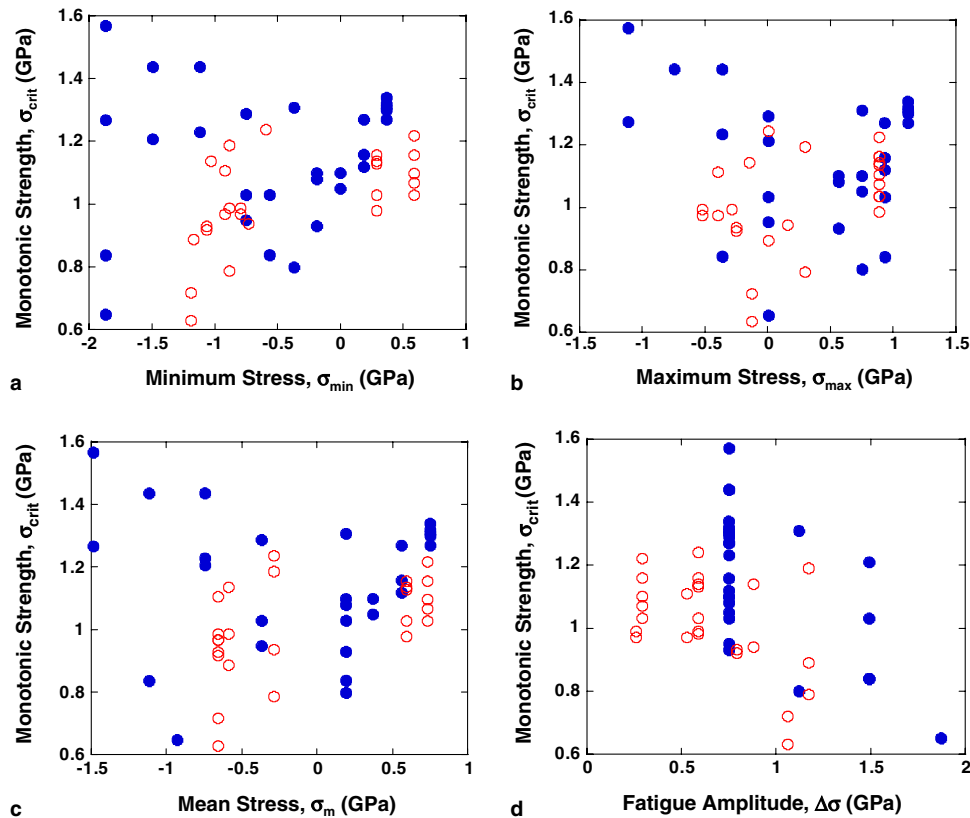 1.6
1.4
1.2
1
0.8
0.6
-2 -1.5 -1 -0.5 0 0.5 1
Monotonic Strength, σcrit (GPa)
Minimum Stress, σmin (GPa)
a
1.6
1.4
1.2
1
0.8
0.6
-1.5 -1 -0.5 0 0.5 1 1.5
Monotonic Strength, σcrit (GPa)
Maximum Stress, σmax (GPa)
b
1.6
1.4
1.2
1
0.8
0.6
-1.5 -1 -0.5 0 0.5 1
Monotonic Strength, σcrit (GPa)
Mean Stress, σm (GPa)
c
1.6
1.4
1.2
1
0.8
0.6
0 0.5 1 1.5 2
Monotonic Strength, σcrit(GPa)
Fatigue Amplitude, Δσ (GPa)
d